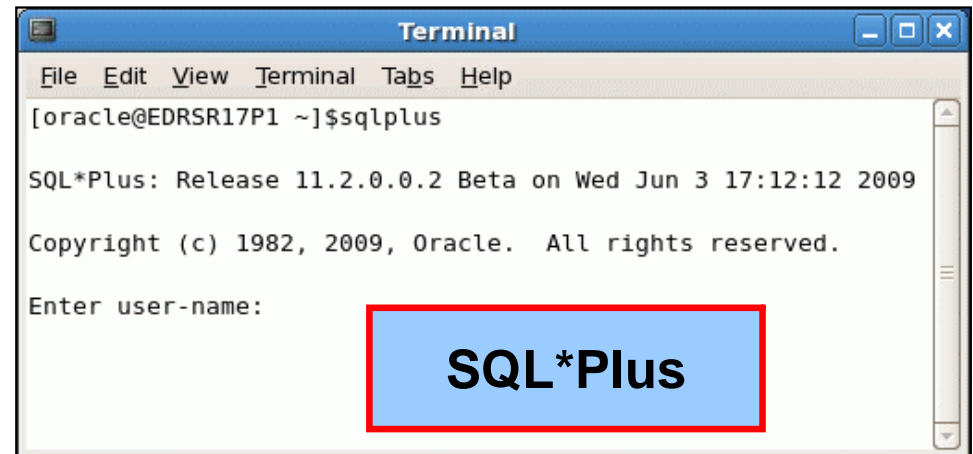 Terminal
File Edit View Terminal Tabs Help
[oracle@EDRSR17P1 ~]$sqlplus
SQL*Plus: Release 11.2.0.0.2 Beta on Wed Jun 3 17:12:12 2009
Copyright (c) 1982, 2009, Oracle.  All rights reserved.
Enter user-name:
SQL*Plus